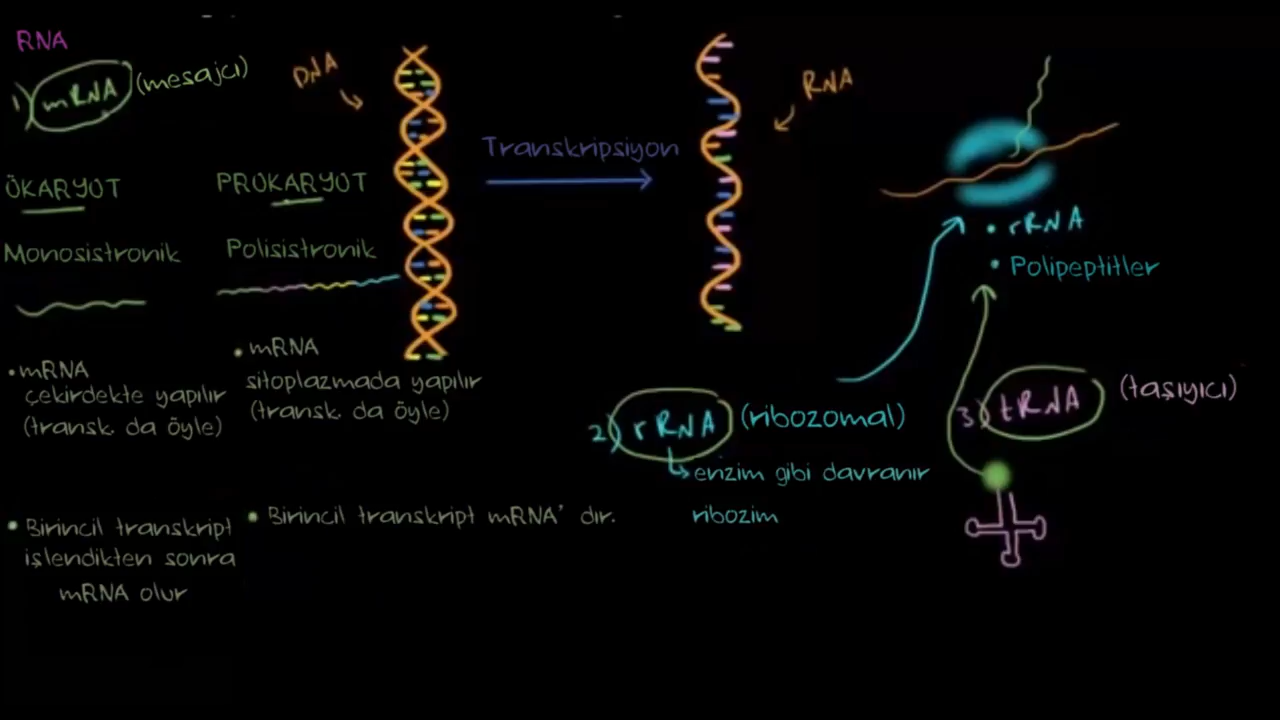 RNA
1) mRNA (mesajcı)
ÖKARYOT
Monosistronik
• mRNA
çekirdekte yapılır
(transk. da öyle)
• Birincil transkript
işlendikten sonra
mRNA olur
PROKARYOT
Polisistronik
• mRNA
sitoplazmada yapılır
(transk. da öyle)
• Birincil transkript mRNA' dır.
DNA
Transkripsiyon
RNA
• rRNA
• Polipeptitler
2) rRNA (ribozomal)
enzim gibi davranır
ribozim
3) tRNA (taşıyıcı)